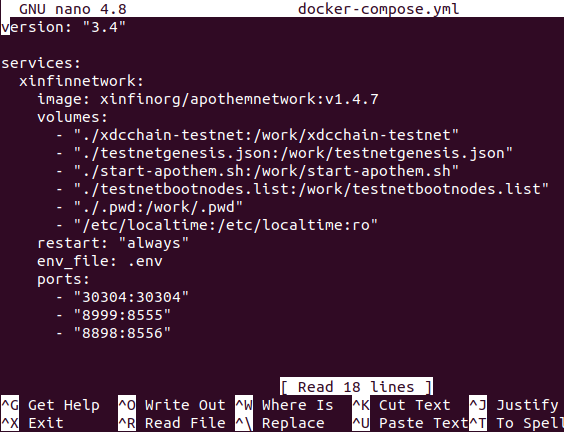 GNU nano 4.8 docker-compose.yml
version: "3.4"
services:
xinfinnetwork:
image: xinfinorg/apothemnetwork:v1.4.7
volumes:
- "./xdcchain-testnet:/work/xdcchain-testnet"
- "./testnetgenesis.json:/work/testnetgenesis.json"
- "./start-apothem.sh:/work/start-apothem.sh"
- "./testnetbootnodes.list:/work/testnetbootnodes.list"
- "./.pwd:/work/.pwd"
- "/etc/localtime:/etc/localtime:ro"
restart: "always"
env_file: .env
ports:
- "30304:30304"
- "8999:8555"
- "8898:8556"
[ Read 18 lines ]
^G Get Help ^O Write Out ^W Where Is ^K Cut Text ^J Justify
^X Exit ^R Read File ^\ Replace ^U Paste Text ^T To Spell